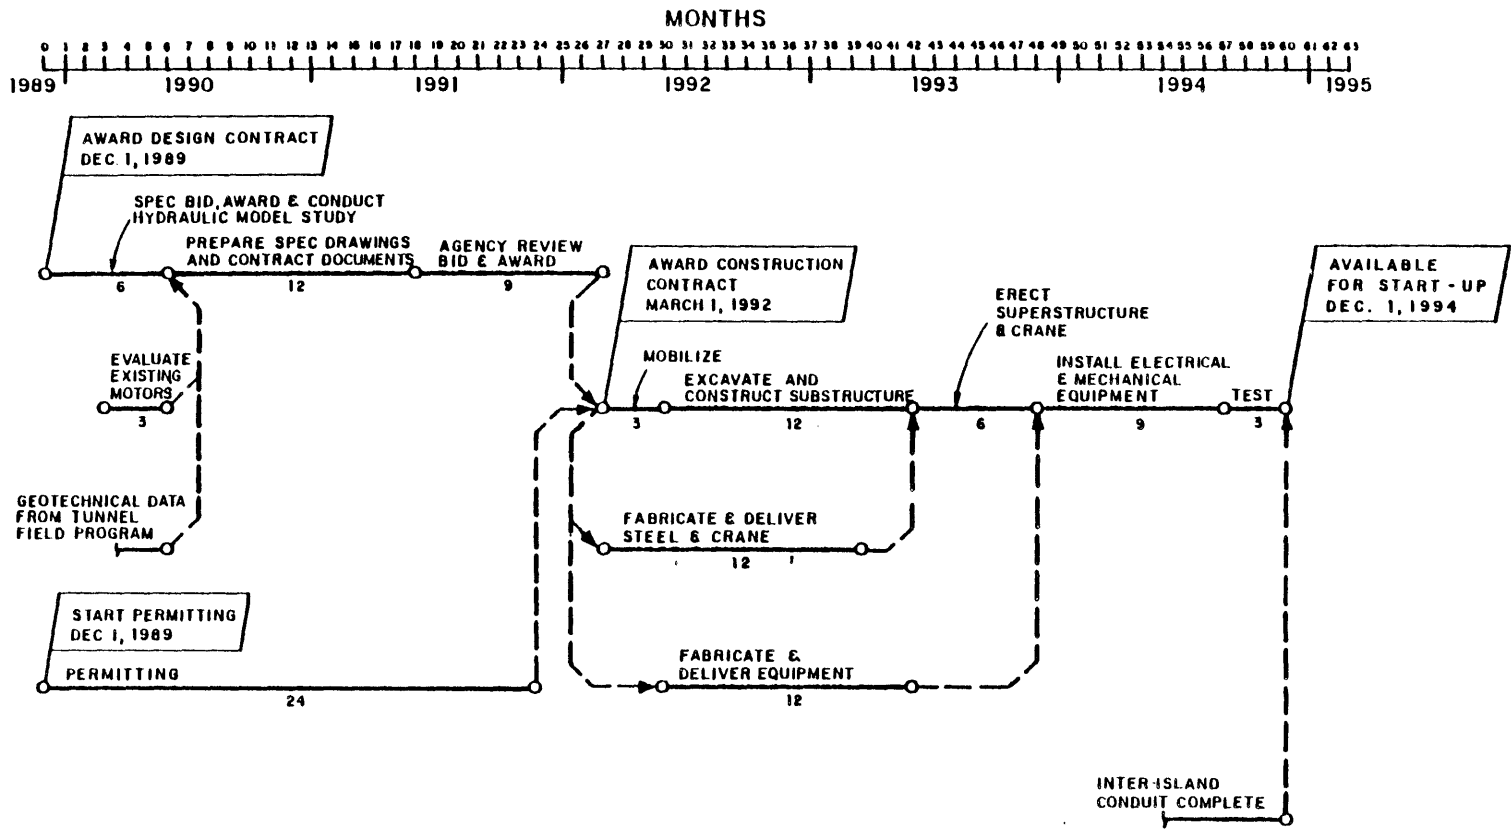 MONTHS
0 1 2 3 4 5 6 7 8 9 10 11 12 13 14 15 16 17 18 19 20 21 22 23 24 25 26 27 28 29 30 31 32 33 34 35 36 37 38 39 40 41 42 43 44 45 46 47 48 49 50 51 52 53 54 55 56 57 58 59 60 61 62 63
1989 1990 1991 1992 1993 1994 1995
AWARD DESIGN CONTRACT
DEC. 1, 1989
SPEC BID, AWARD & CONDUCT
HYDRAULIC MODEL STUDY
PREPARE SPEC DRAWINGS
AND CONTRACT DOCUMENTS
AGENCY REVIEW
BID & AWARD
6 12 9
AWARD CONSTRUCTION
CONTRACT
MARCH 1, 1992
AVAILABLE
FOR START-UP
DEC. 1, 1994
ERECT
SUPERSTRUCTURE
& CRANE
EVALUATE
EXISTING
MOTORS
3
MOBILIZE
EXCAVATE AND
CONSTRUCT SUBSTRUCTURE
INSTALL ELECTRICAL
& MECHANICAL
EQUIPMENT
TEST
3 12 6 9 3
GEOTECHNICAL DATA
FROM TUNNEL
FIELD PROGRAM
FABRICATE & DELIVER
STEEL & CRANE
12
START PERMITTING
DEC 1, 1989
PERMITTING
24
FABRICATE &
DELIVER EQUIPMENT
12
INTER-ISLAND
CONDUIT COMPLETE